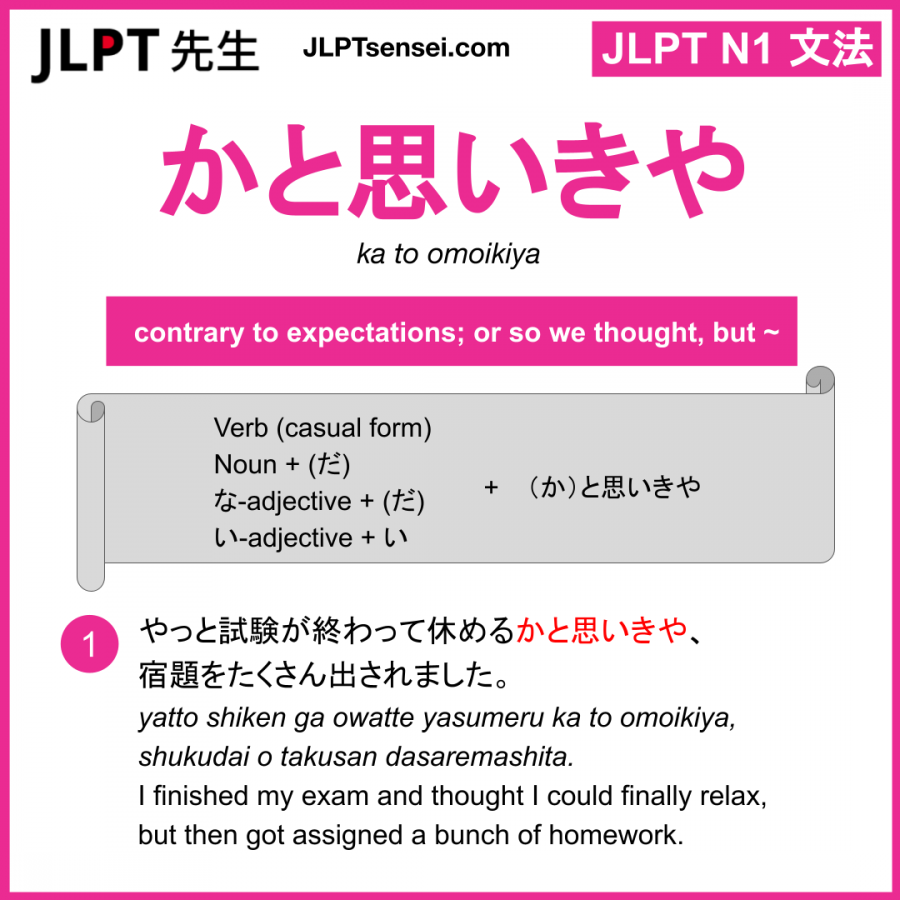 JLPT 先生
JLPTsensei.com
JLPT N1 文法
かと思いきや
ka to omoikiya
contrary to expectations; or so we thought, but ~
Verb (casual form)
Noun + (だ)
な-adjective + (だ)
い-adjective + い
+ （か）と思いきや
1
やっと試験が終わって休めるかと思いきや、
宿題をたくさん出されました。
yatto shiken ga owatte yasumeru ka to omoikiya,
shukudai o takusan dasaremashita.
I finished my exam and thought I could finally relax,
but then got assigned a bunch of homework.